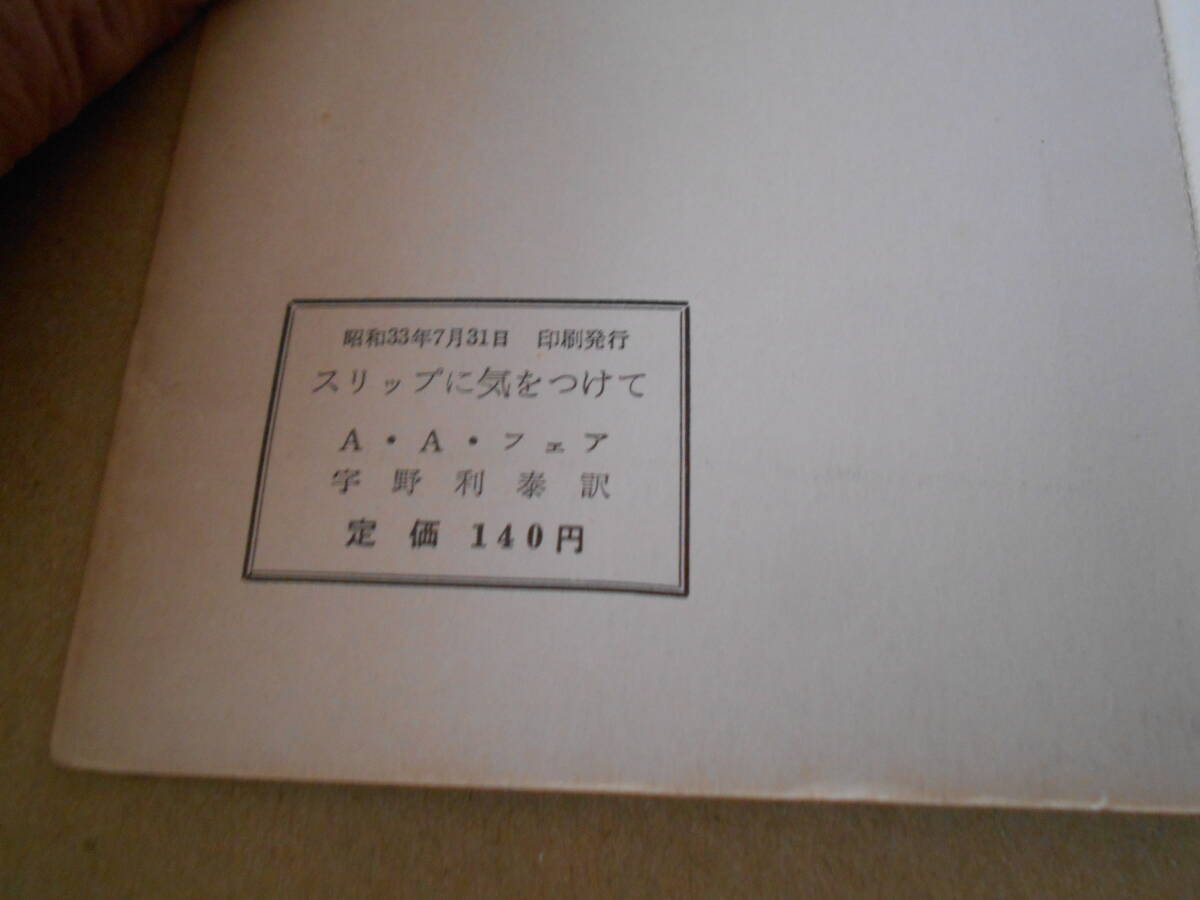 昭和33年7月31日　印刷発行
スリップに気をつけて
A・A・フェア
宇野利泰訳
定価 140円